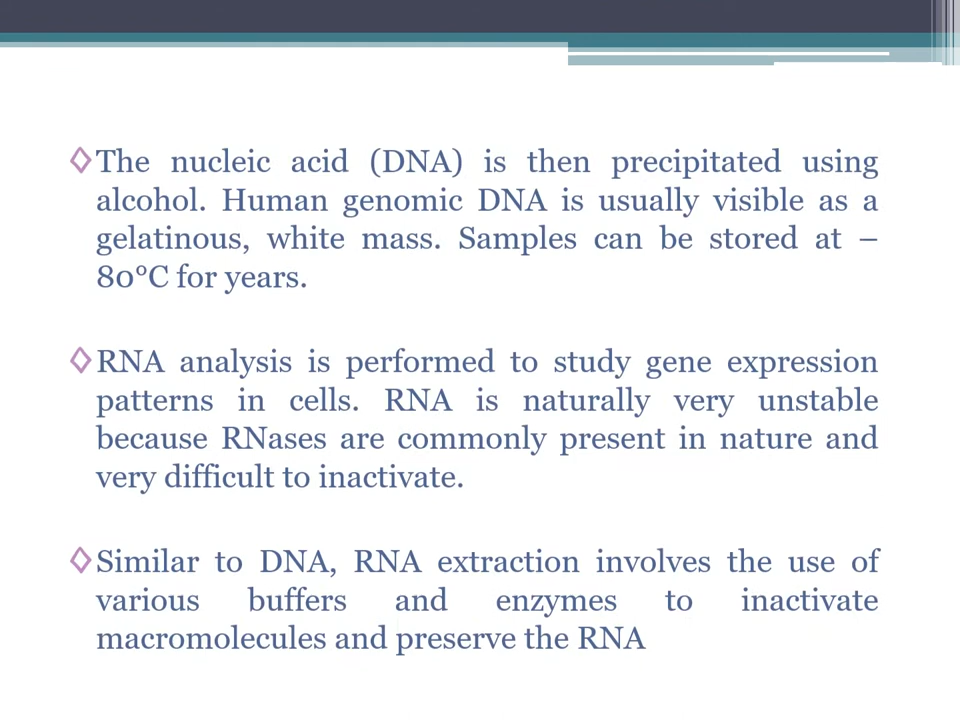 ◊The nucleic acid (DNA) is then precipitated using
alcohol. Human genomic DNA is usually visible as a
gelatinous, white mass. Samples can be stored at –
80°C for years.
◊RNA analysis is performed to study gene expression
patterns in cells. RNA is naturally very unstable
because RNases are commonly present in nature and
very difficult to inactivate.
◊Similar to DNA, RNA extraction involves the use of
various buffers and enzymes to inactivate
macromolecules and preserve the RNA